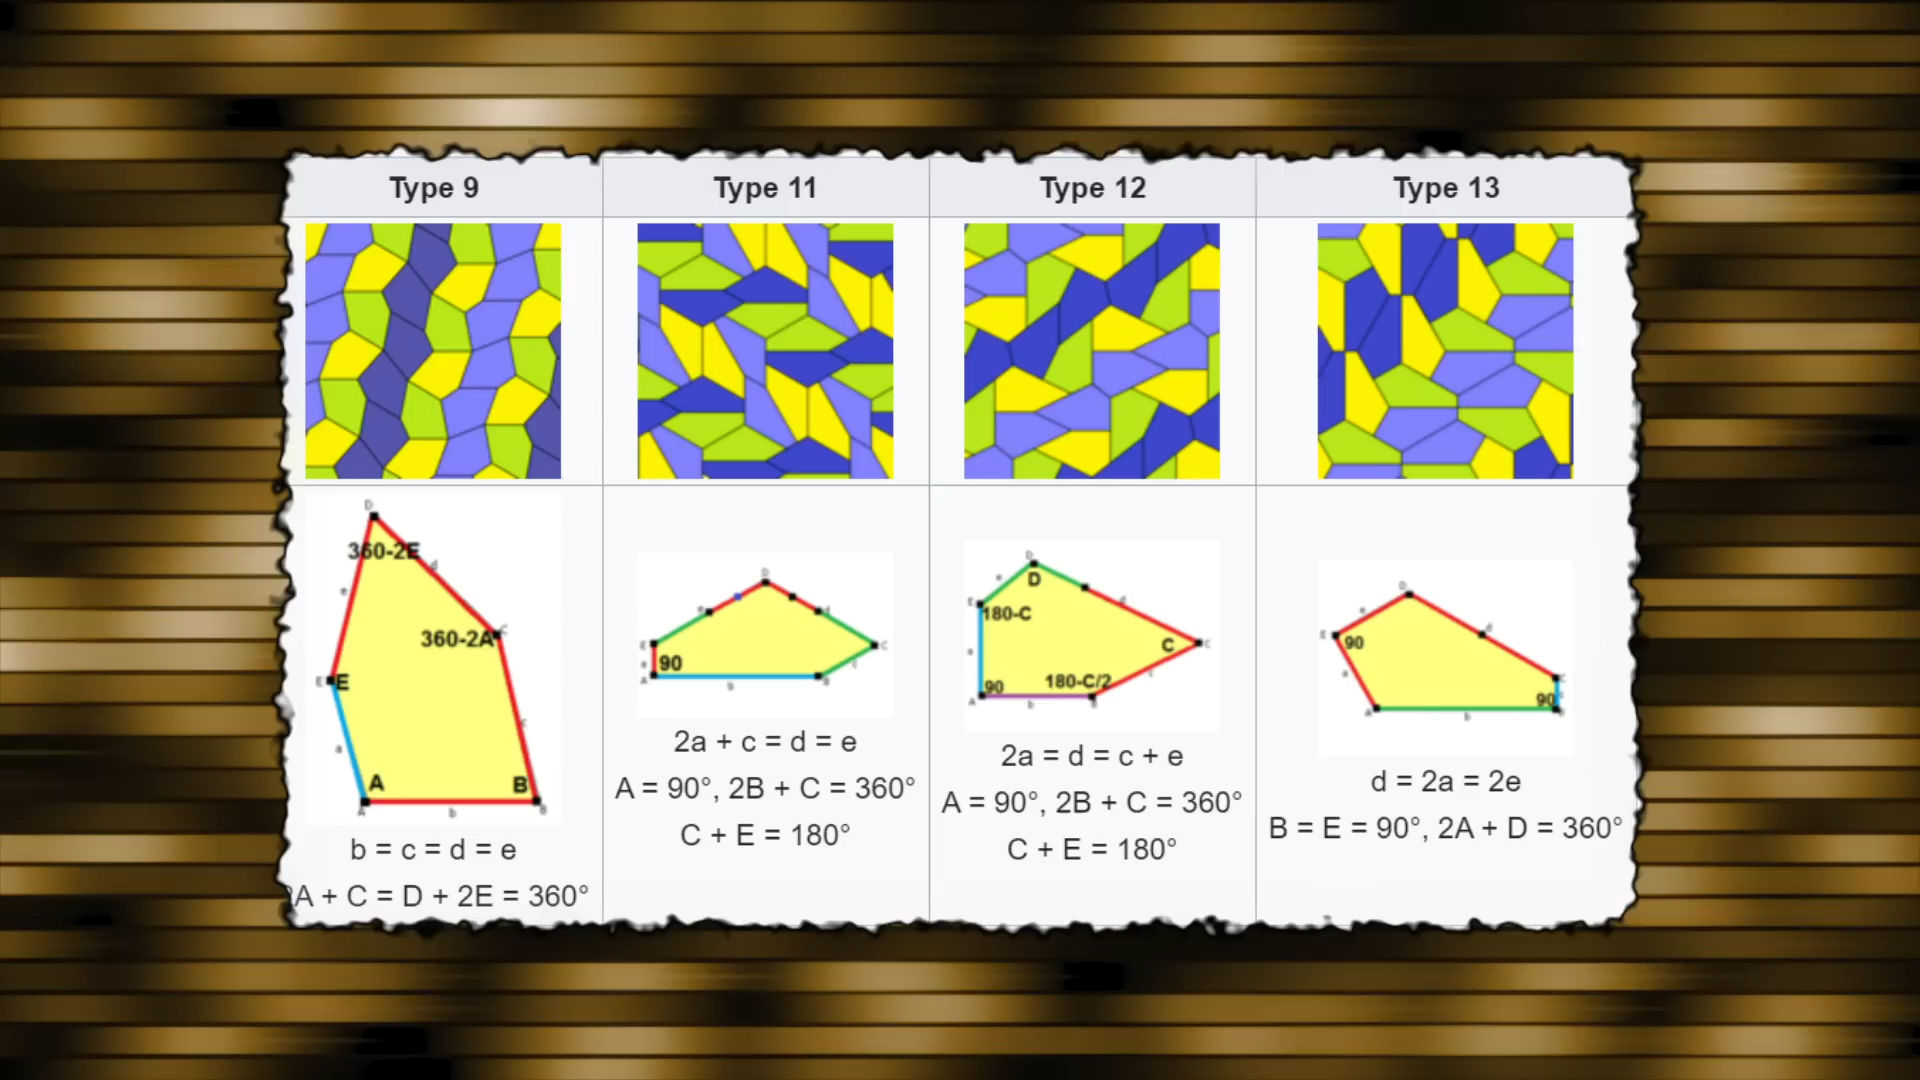 Type 9
Type 11
Type 12
Type 13
D
360-2E
d
e
360-2A
C
E
E
c
a
A
B
A
b
B
b = c = d = e
A + C = D + 2E = 360°
D
e
d
E
C
a
90
c
A
b
B
2a + c = d = e
A = 90°, 2B + C = 360°
C + E = 180°
D
D
e
d
E
180-C
C
C
a
90
180-C/2
c
A
b
B
2a = d = c + e
A = 90°, 2B + C = 360°
C + E = 180°
D
e
d
E
90
a
C
90
A
b
d = 2a = 2e
B = E = 90°, 2A + D = 360°